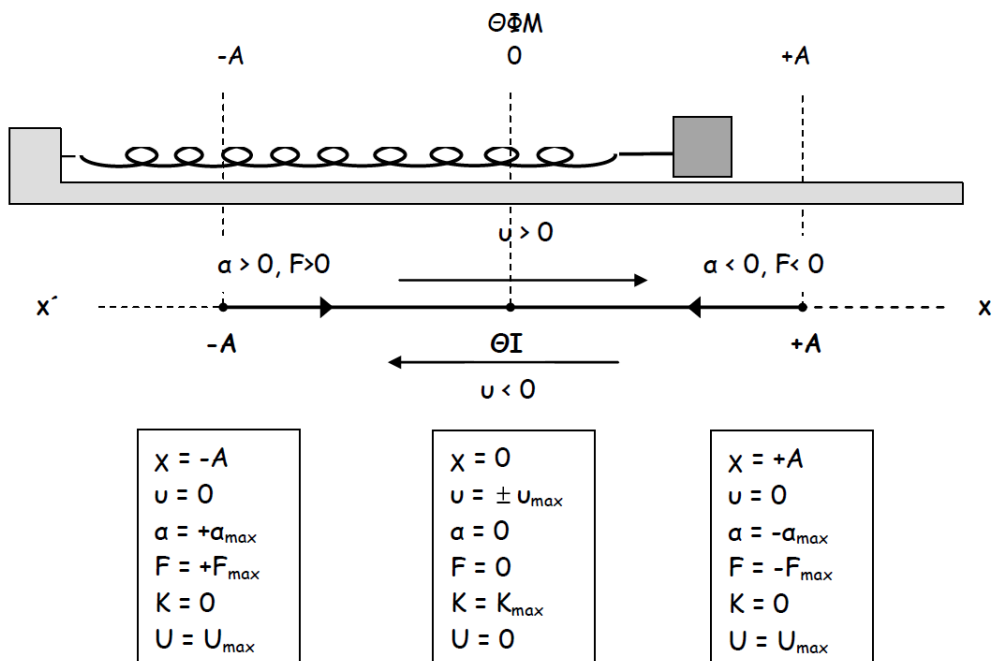 ΘΦΜ
-A 0 +A
υ > 0
α > 0, F>0 α < 0, F< 0
x´ x
-A ΘΙ +A
υ < 0
x = -A
υ = 0
α = +αmax
F = +Fmax
K = 0
U = Umax
x = 0
υ = ± υmax
α = 0
F = 0
K = Kmax
U = 0
x = +A
υ = 0
α = -αmax
F = -Fmax
K = 0
U = Umax